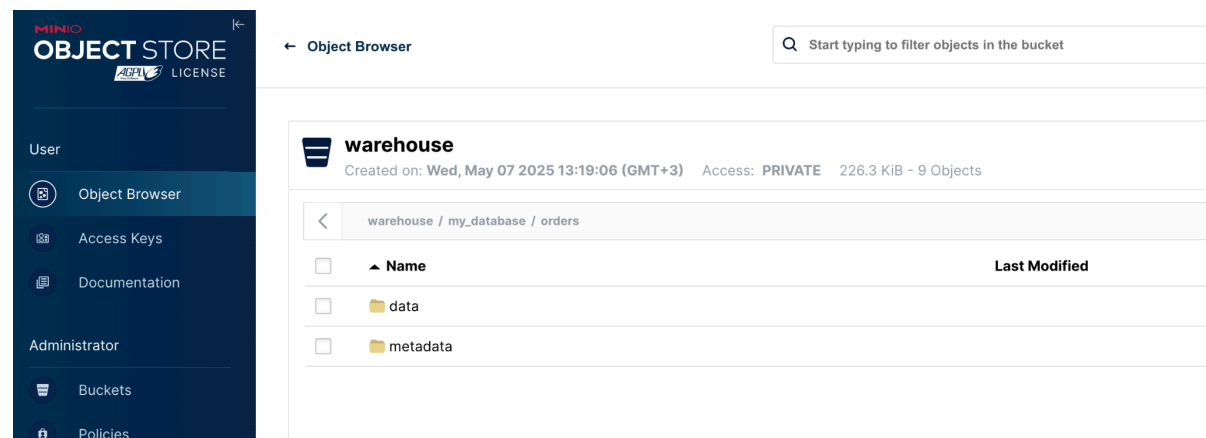 MINIO
OBJECT STORE
AGPLv3 LICENSE
User
Object Browser
Access Keys
Documentation
Administrator
Buckets
Policies
← Object Browser
Start typing to filter objects in the bucket
warehouse
Created on: Wed, May 07 2025 13:19:06 (GMT+3) Access: PRIVATE 226.3 KiB - 9 Objects
warehouse / my_database / orders
Name Last Modified
data
metadata